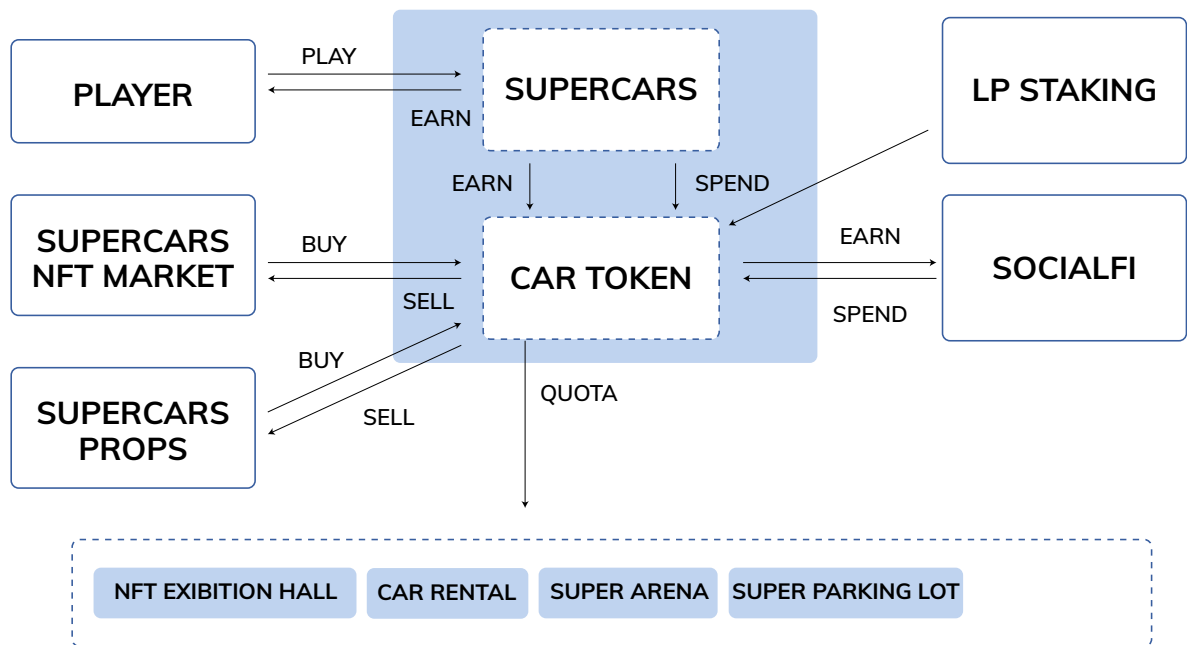 PLAYER
PLAY
EARN
SUPERCARS
LP STAKING
EARN
SPEND
SUPERCARS
NFT MARKET
BUY
SELL
CAR TOKEN
EARN
SPEND
SOCIALFI
SUPERCARS
PROPS
BUY
SELL
QUOTA
NFT EXIBITION HALL
CAR RENTAL
SUPER ARENA
SUPER PARKING LOT